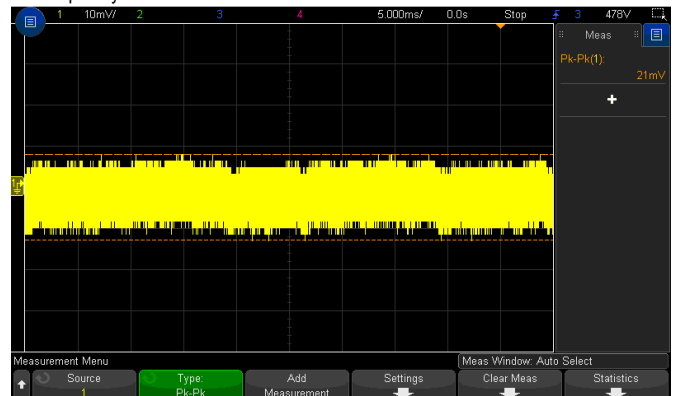 1 10mV/ 2 3 4 5.000ms/ 0.0s Stop 3 478V
Meas
Pk-Pk(1):
21mV
+
Measurement Menu
Meas Window: Auto Select
Source Type: Add Settings Clear Meas Statistics
1 Pk-Pk Measurement